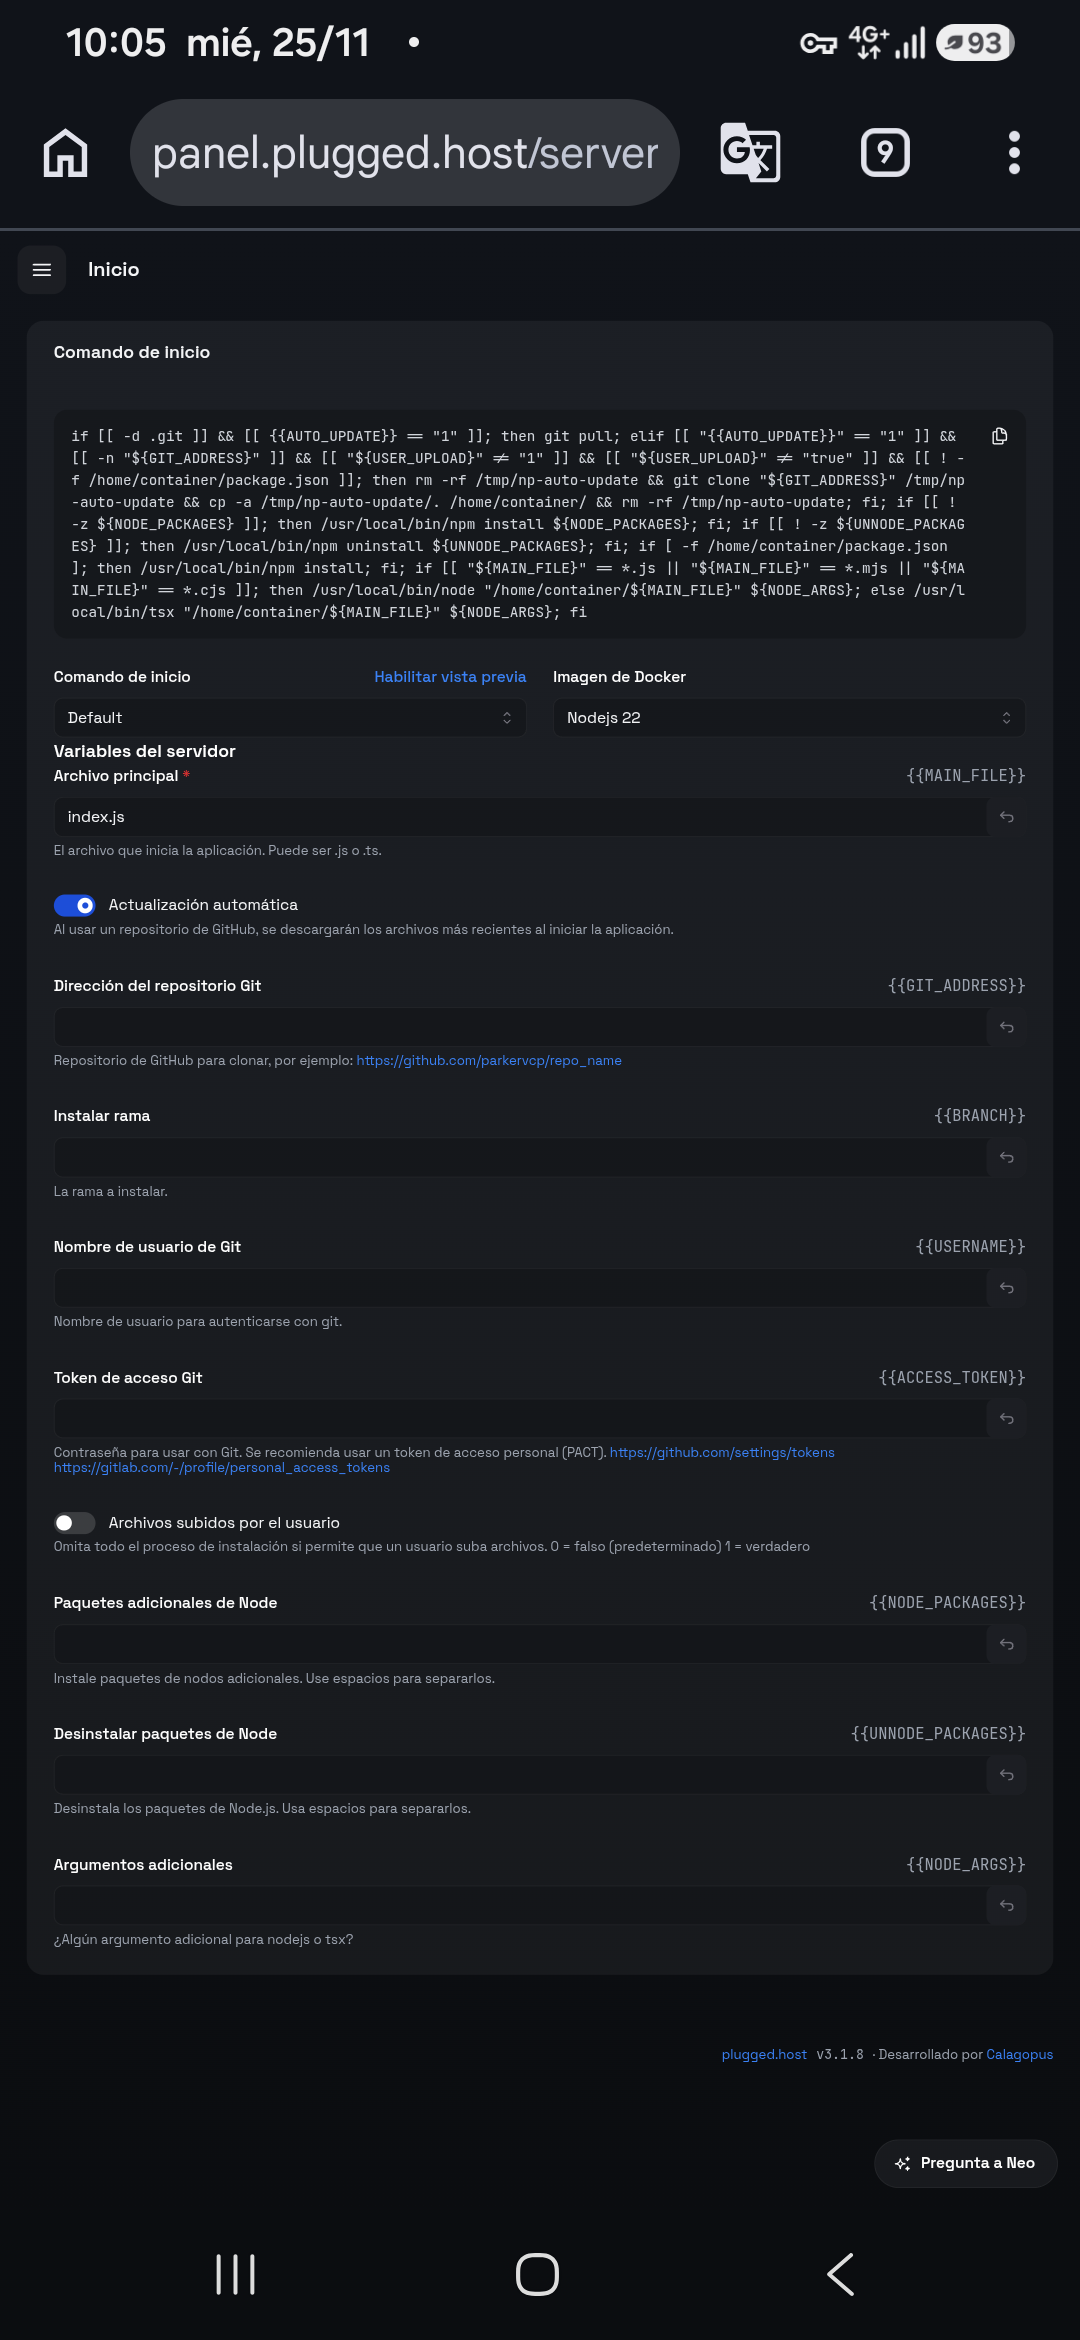 10:05 mié, 25/11 •
4G+ 93
panel.plugged.host/server
9
Inicio
Comando de inicio
if [[ -d .git ]] && [[ {{AUTO_UPDATE}} == "1" ]]; then git pull; elif [[ "{{AUTO_UPDATE}}" == "1" ]] &&
[[ -n "${GIT_ADDRESS}" ]] && [[ "${USER_UPLOAD}" != "1" ]] && [[ "${USER_UPLOAD}" != "true" ]] && [[ ! -
f /home/container/package.json ]]; then rm -rf /tmp/np-auto-update && git clone "${GIT_ADDRESS}" /tmp/np
-auto-update && cp -a /tmp/np-auto-update/. /home/container/ && rm -rf /tmp/np-auto-update; fi; if [[ !
-z ${NODE_PACKAGES} ]]; then /usr/local/bin/npm install ${NODE_PACKAGES}; fi; if [[ ! -z ${UNNODE_PACKAG
ES} ]]; then /usr/local/bin/npm uninstall ${UNNODE_PACKAGES}; fi; if [ -f /home/container/package.json
]; then /usr/local/bin/npm install; fi; if [[ "${MAIN_FILE}" == *.js || "${MAIN_FILE}" == *.mjs || "${MA
IN_FILE}" == *.cjs ]]; then /usr/local/bin/node "/home/container/${MAIN_FILE}" ${NODE_ARGS}; else /usr/l
ocal/bin/tsx "/home/container/${MAIN_FILE}" ${NODE_ARGS}; fi
Comando de inicio Habilitar vista previa
Default
Imagen de Docker
Nodejs 22
Variables del servidor
Archivo principal * {{MAIN_FILE}}
index.js
El archivo que inicia la aplicación. Puede ser .js o .ts.
Actualización automática
Al usar un repositorio de GitHub, se descargarán los archivos más recientes al iniciar la aplicación.
Dirección del repositorio Git {{GIT_ADDRESS}}
Repositorio de GitHub para clonar, por ejemplo: https://github.com/parkervcp/repo_name
Instalar rama {{BRANCH}}
La rama a instalar.
Nombre de usuario de Git {{USERNAME}}
Nombre de usuario para autenticarse con git.
Token de acceso Git {{ACCESS_TOKEN}}
Contraseña para usar con Git. Se recomienda usar un token de acceso personal (PACT). https://github.com/settings/tokens
https://gitlab.com/-/profile/personal_access_tokens
Archivos subidos por el usuario
Omita todo el proceso de instalación si permite que un usuario suba archivos. 0 = falso (predeterminado) 1 = verdadero
Paquetes adicionales de Node {{NODE_PACKAGES}}
Instale paquetes de nodos adicionales. Use espacios para separarlos.
Desinstalar paquetes de Node {{UNNODE_PACKAGES}}
Desinstala los paquetes de Node.js. Usa espacios para separarlos.
Argumentos adicionales {{NODE_ARGS}}
¿Algún argumento adicional para nodejs o tsx?
plugged.host v3.1.8 · Desarrollado por Calagopus
Pregunta a Neo